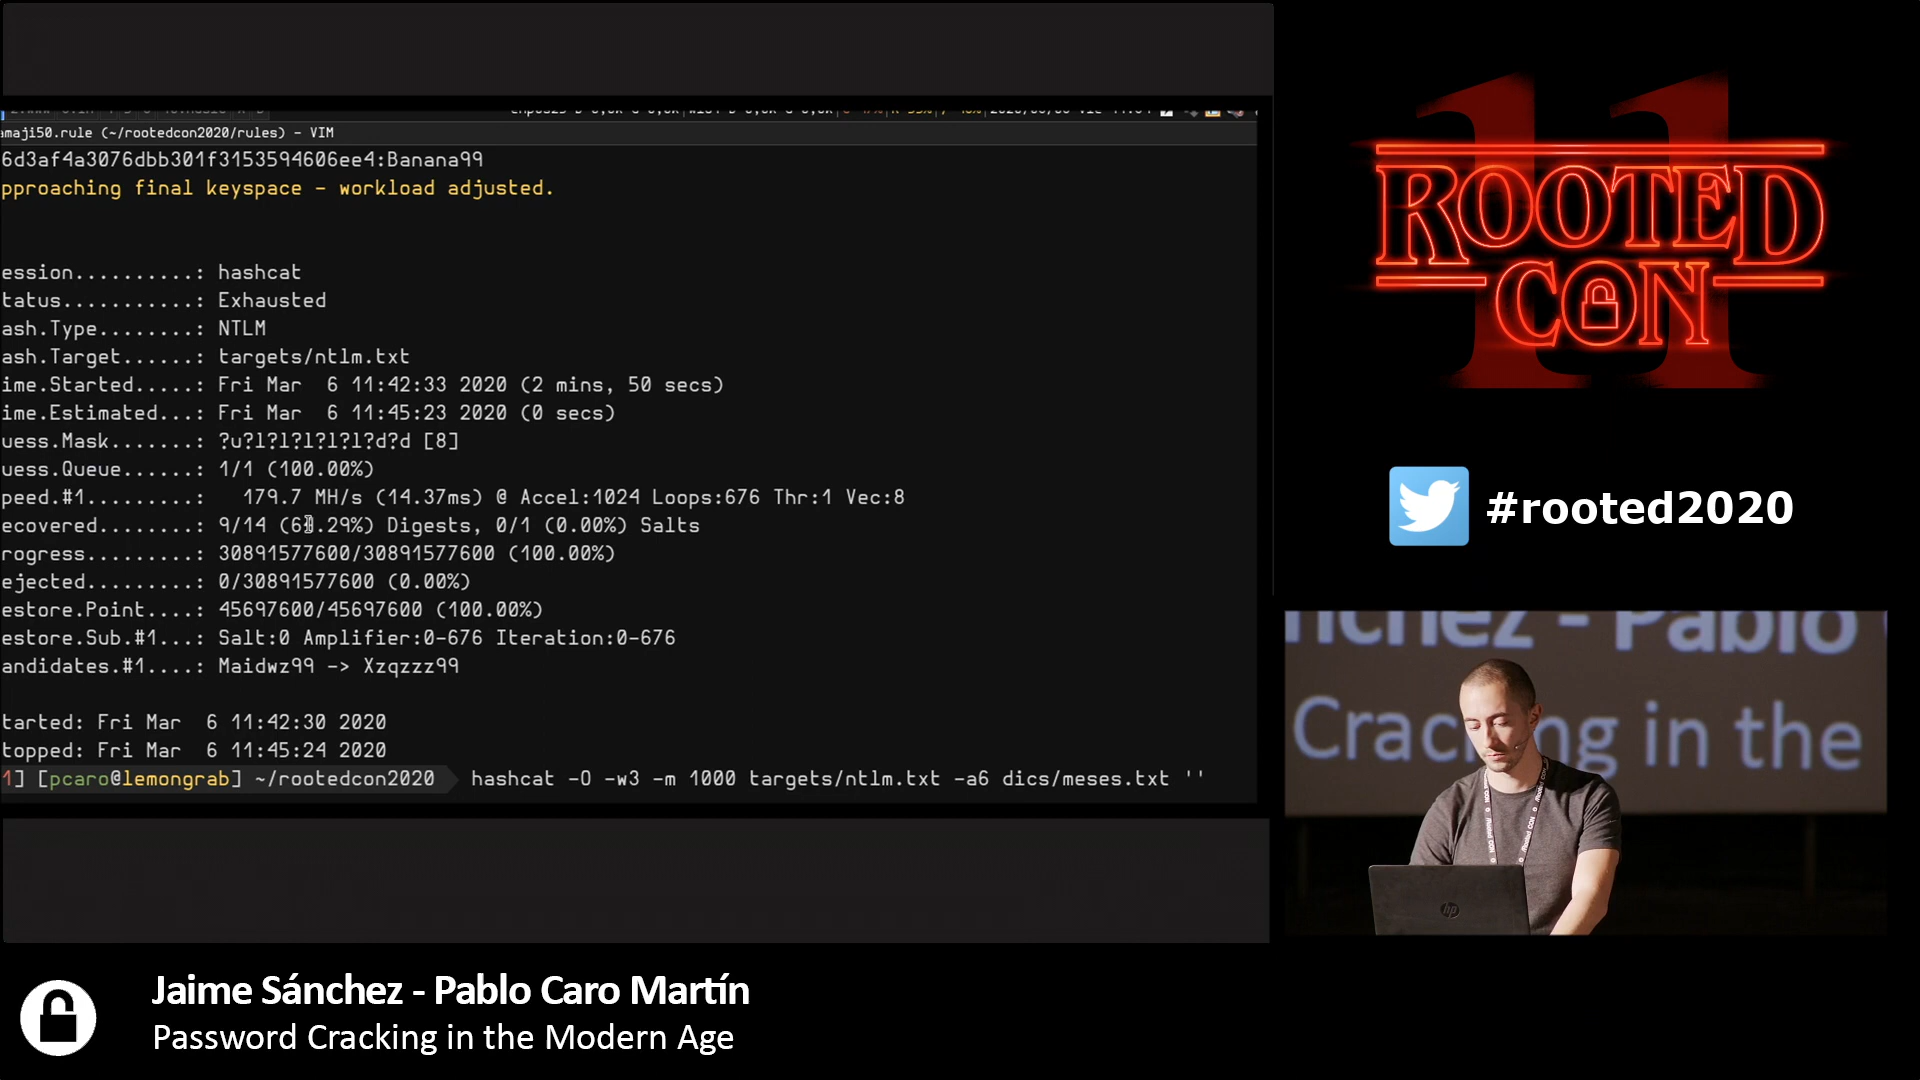 amaji50.rule (~/rootedcon2020/rules) - VIM
6d3af4a3076dbb301f3153594606ee4:Banana99
pproaching final keyspace - workload adjusted.
ession..........: hashcat
tatus...........: Exhausted
ash.Type........: NTLM
ash.Target......: targets/ntlm.txt
ime.Started.....: Fri Mar  6 11:42:33 2020 (2 mins, 50 secs)
ime.Estimated...: Fri Mar  6 11:45:23 2020 (0 secs)
uess.Mask.......: ?u?l?l?l?l?l?d?d [8]
uess.Queue......: 1/1 (100.00%)
peed.#1.........:   179.7 MH/s (14.37ms) @ Accel:1024 Loops:676 Thr:1 Vec:8
ecovered........: 9/14 (64.29%) Digests, 0/1 (0.00%) Salts
rogress.........: 30891577600/30891577600 (100.00%)
ejected.........: 0/30891577600 (0.00%)
estore.Point....: 45697600/45697600 (100.00%)
estore.Sub.#1...: Salt:0 Amplifier:0-676 Iteration:0-676
andidates.#1....: Maidwz99 -> Xzqzzz99
tarted: Fri Mar  6 11:42:30 2020
topped: Fri Mar  6 11:45:24 2020
1] [pcaro@lemongrab] ~/rootedcon2020 hashcat -O -w3 -m 1000 targets/ntlm.txt -a6 dics/meses.txt ''
11
ROOTED
CON
#rooted2020
nchez - Pablo
Cracking in the
hp
Jaime Sánchez - Pablo Caro Martín
Password Cracking in the Modern Age